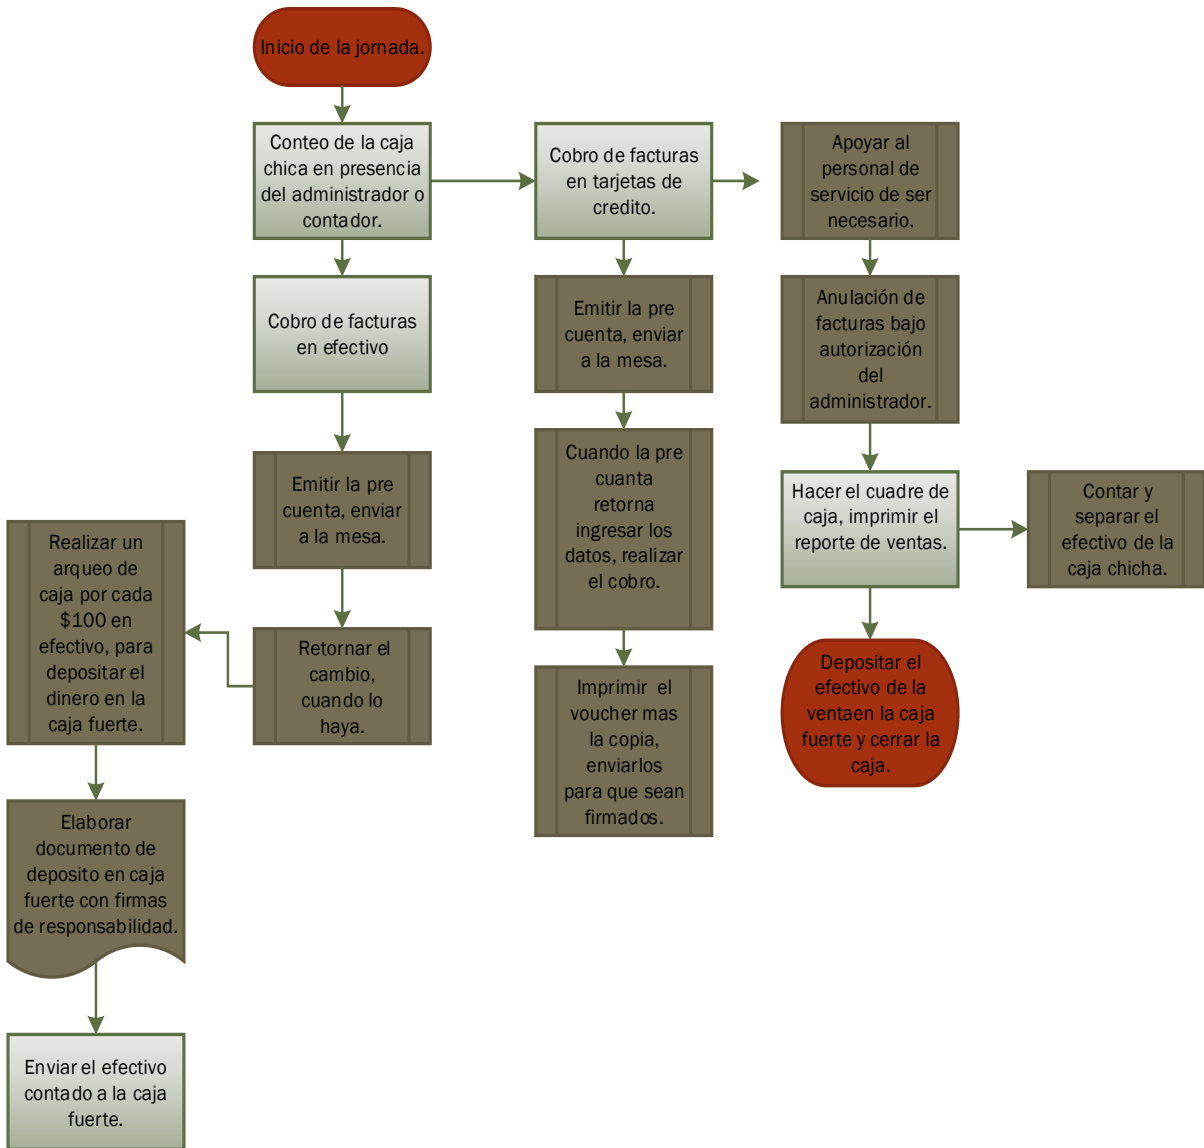 Inicio de la jornada.
Conteo de la caja
chica en presencia
del administrador o
contador.
Cobro de facturas
en tarjetas de
credito.
Apoyar al
personal de
servicio de ser
necesario.
Cobro de facturas
en efectivo
Emitir la pre
cuenta, enviar
a la mesa.
Anulación de
facturas bajo
autorización
del
administrador.
Emitir la pre
cuenta, enviar
a la mesa.
Cuando la pre
cuanta
retorna
ingresar los
datos, realizar
el cobro.
Hacer el cuadre de
caja, imprimir el
reporte de ventas.
Contar y
separar el
efectivo de la
caja chicha.
Realizar un
arqueo de
caja por cada
$100 en
efectivo, para
depositar el
dinero en la
caja fuerte.
Retornar el
cambio,
cuando lo
haya.
Imprimir el
voucher mas
la copia,
enviarlos
para que sean
firmados.
Depositar el
efectivo de la
ventaen la caja
fuerte y cerrar la
caja.
Elaborar
documento de
deposito en caja
fuerte con firmas
de responsabilidad.
Enviar el efectivo
contado a la caja
fuerte.